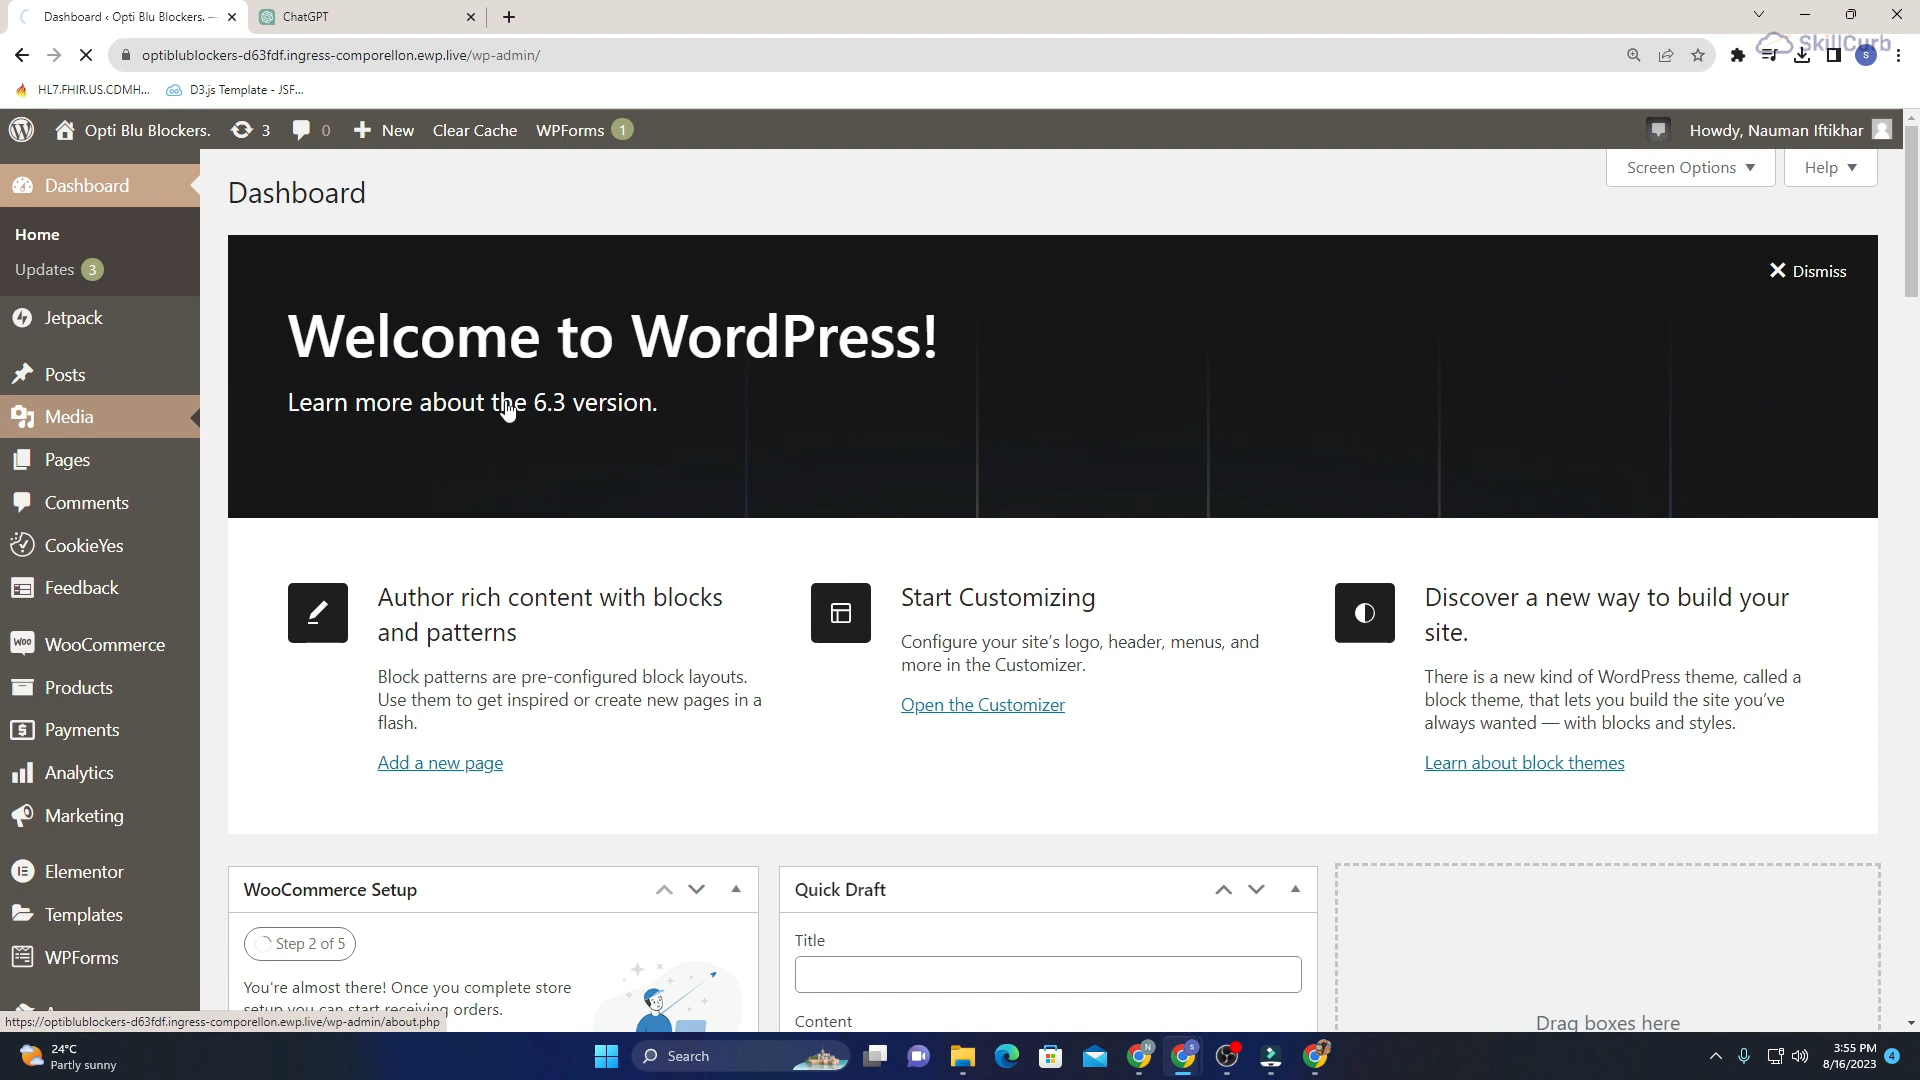 Dashboard ‹ Opti Blu Blockers. —
ChatGPT
SkillCurb
optiblublockers-d63fdf.ingress-comporellon.ewp.live/wp-admin/
S
HL7.FHIR.US.CDMH...
D3.js Template - JSF...
Opti Blu Blockers.
3
0
New
Clear Cache
WPForms 1
Howdy, Nauman Iftikhar
Screen Options
Help
Dashboard
Home
Updates 3
Jetpack
Posts
Media
Pages
Comments
CookieYes
Feedback
WooCommerce
Products
Payments
Analytics
Marketing
Elementor
Templates
WPForms
Dashboard
Dismiss
Welcome to WordPress!
Learn more about the 6.3 version.
Author rich content with blocks
and patterns
Block patterns are pre-configured block layouts.
Use them to get inspired or create new pages in a
flash.
Add a new page
Start Customizing
Configure your site's logo, header, menus, and
more in the Customizer.
Open the Customizer
Discover a new way to build your
site.
There is a new kind of WordPress theme, called a
block theme, that lets you build the site you've
always wanted — with blocks and styles.
Learn about block themes
WooCommerce Setup
Step 2 of 5
You're almost there! Once you complete store
setup you can start receiving orders.
Quick Draft
Title
Content
Drag boxes here
https://optiblublockers-d63fdf.ingress-comporellon.ewp.live/wp-admin/about.php
24°C
Partly sunny
Search
3:55 PM
8/16/2023
4